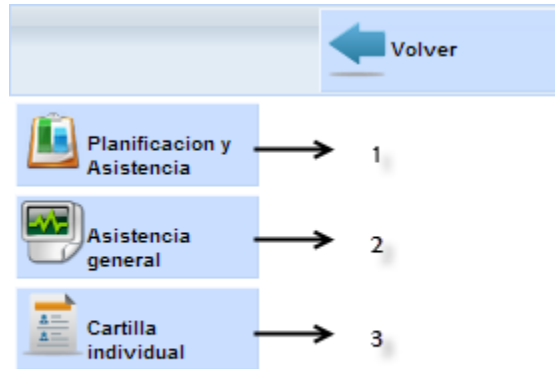 Volver
Planificacion y
Asistencia
1
Asistencia
general
2
Cartilla
individual
3